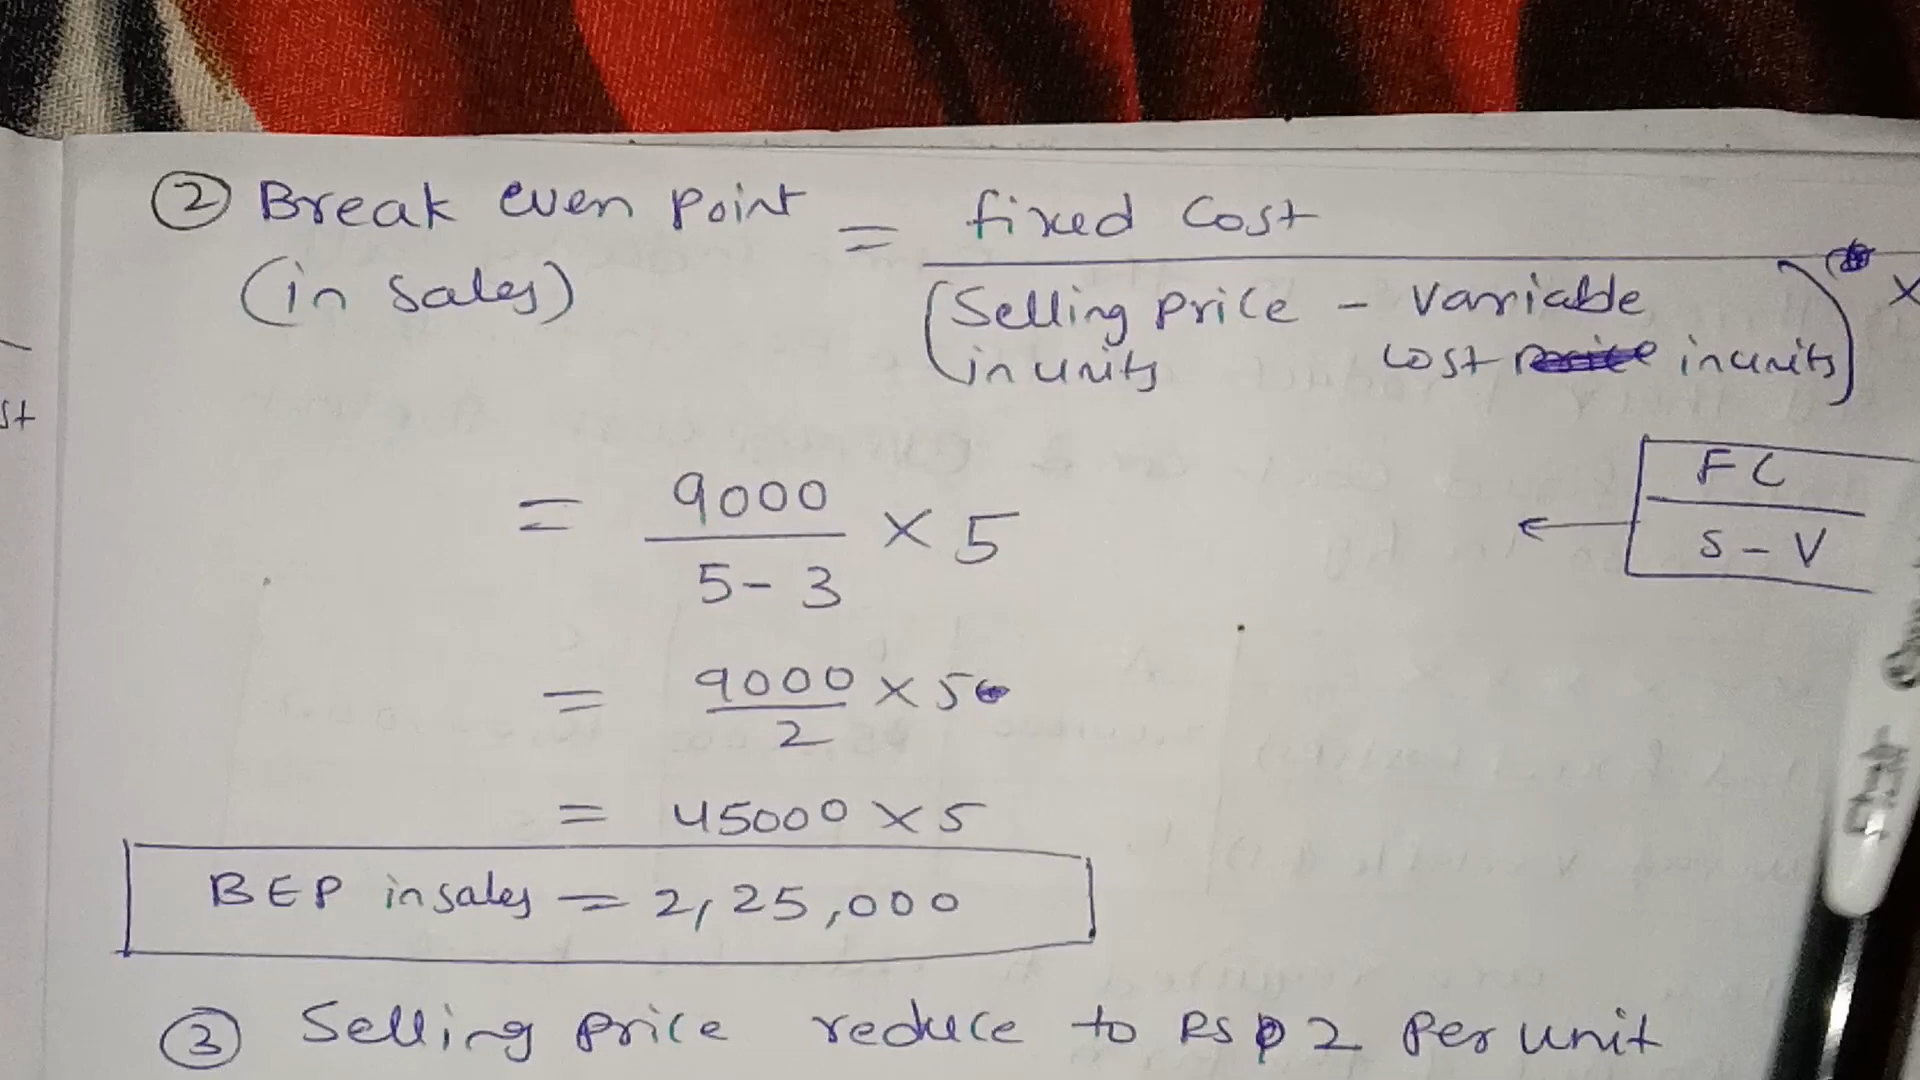 ② Break even point = fixed cost
(in sales) (Selling price - variable ) ×
in units cost in units
st
FC
= 9000 × 5
S - V
5 - 3
= 9000 × 5
2
= 45000 × 5
BEP in sales = 2,25,000
③ Selling price reduce to Rs 2 Per unit